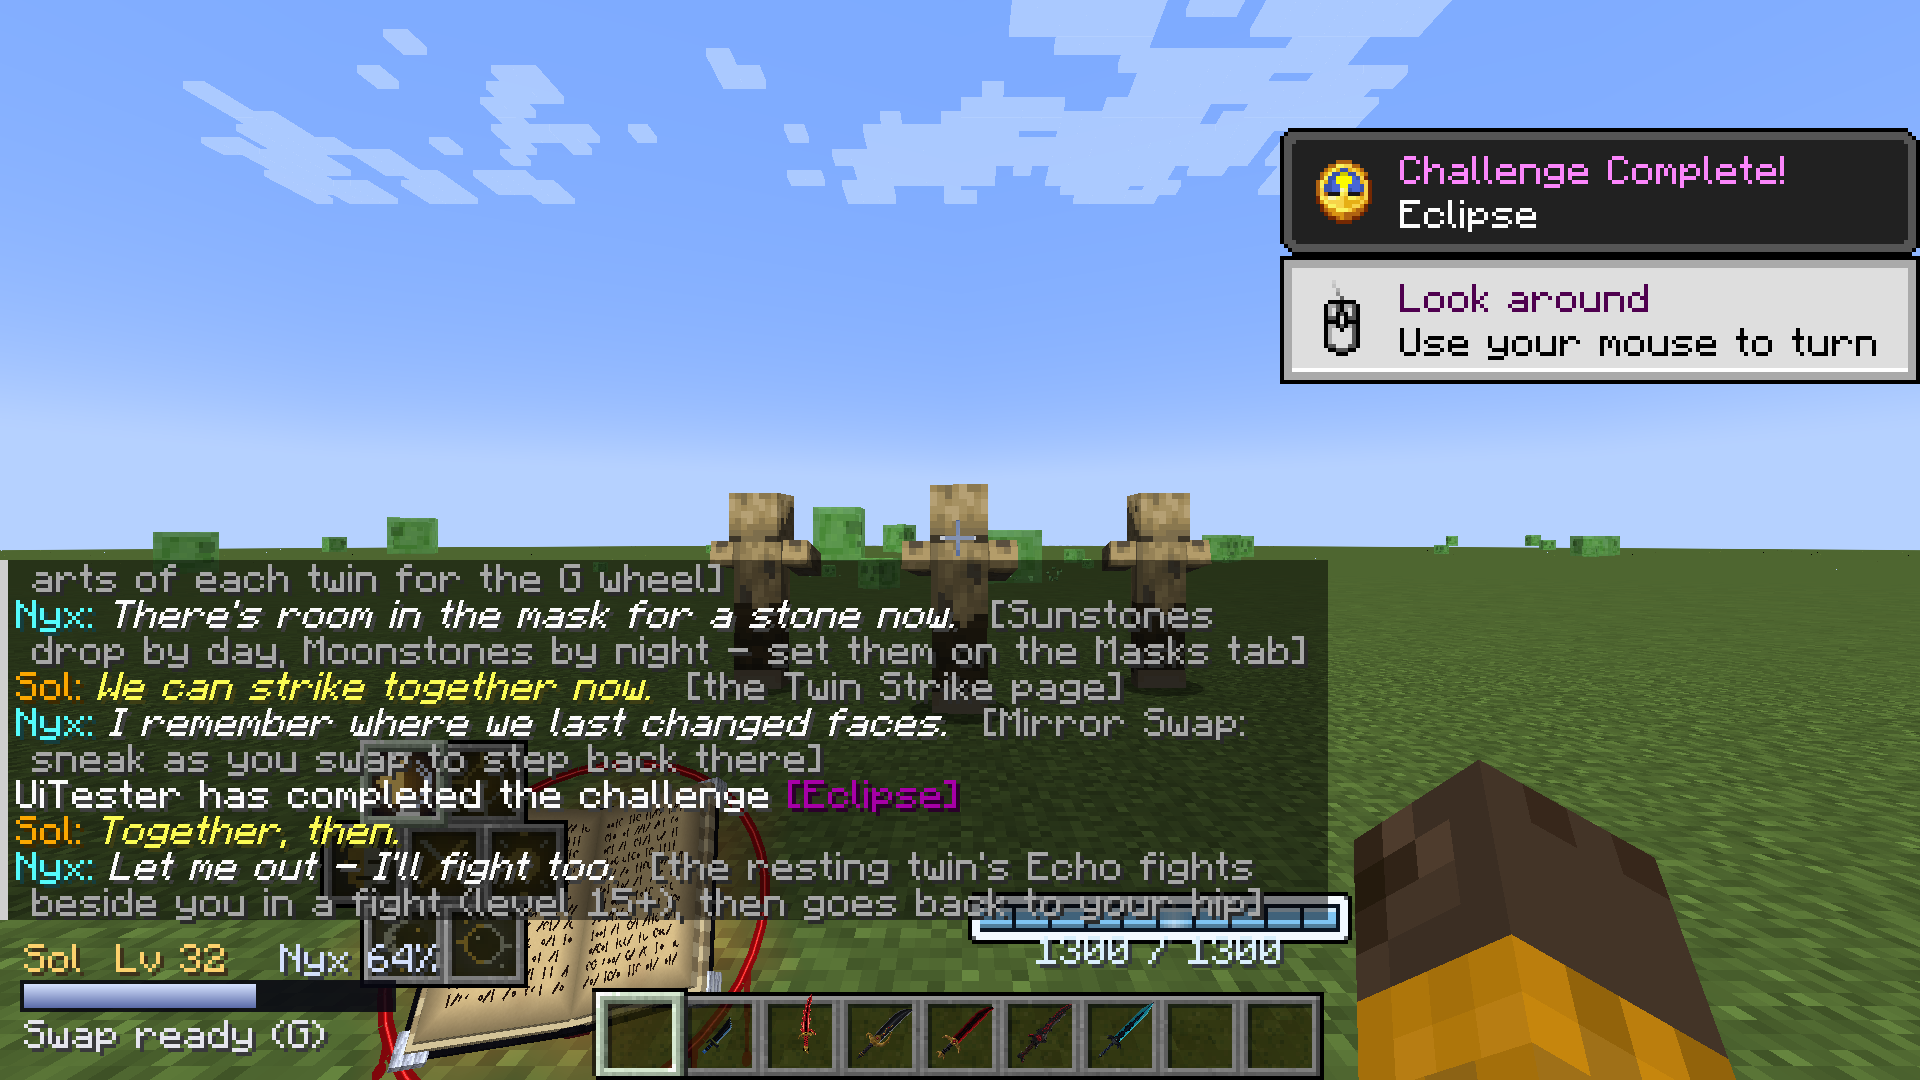 Challenge Complete!
Eclipse
Look around
Use your mouse to turn
arts of each twin for the G wheel]
Nyx: There's room in the mask for a stone now. [Sunstones
drop by day, Moonstones by night – set them on the Masks tab]
Sol: We can strike together now. [the Twin Strike page]
Nyx: I remember where we last changed faces. [Mirror Swap:
sneak as you swap to step back there]
UiTester has completed the challenge [Eclipse]
Sol: Together, then.
Nyx: Let me out – I'll fight too. [the resting twin's Echo fights
beside you in a fight (level 15+), then goes back to your hip]
Sol Lv 32 Nyx 64%
1300 / 1300
Swap ready (G)